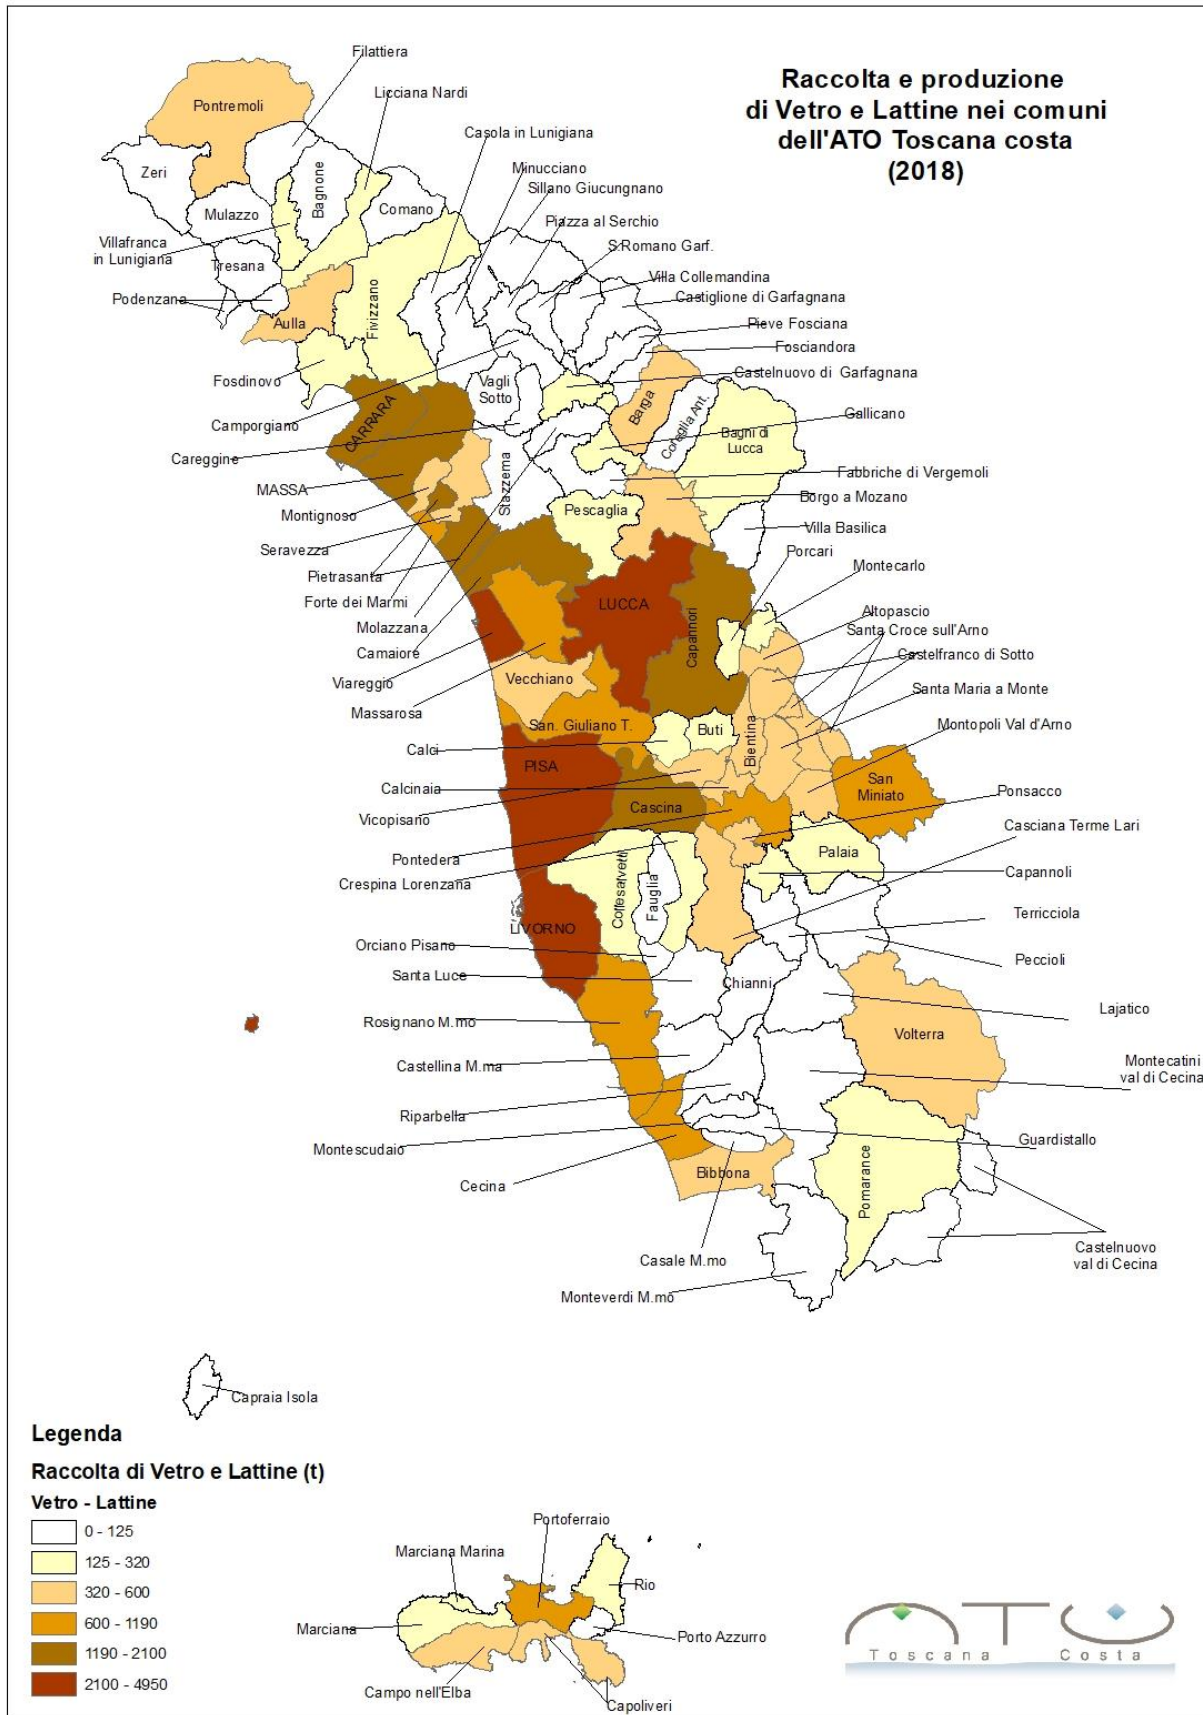 Raccolta e produzione
di Vetro e Lattine nei comuni
dell'ATO Toscana costa
(2018)
Filattiera
Pontremoli
Licciana Nardi
Casola in Lunigiana
Zeri
Bagnone
Minucciano
Sillano Giucungnano
Mulazzo
Comano
Piazza al Serchio
S.Romano Garf.
Villafranca
in Lunigiana
Tresana
Villa Collemandina
Podenzana
Castiglione di Garfagnana
Fivizzano
Aulla
Pieve Fosciana
Fosciandora
Fosdinovo
Vagli
Sotto
Castelnuovo di Garfagnana
Camporgiano
CARRARA
Barga
Coreglia Ant.
Gallicano
Careggine
Bagni di
Lucca
Fabbriche di Vergemoli
MASSA
Stazzema
Borgo a Mozano
Montignoso
Pescaglia
Villa Basilica
Seravezza
Porcari
Pietrasanta
Montecarlo
Forte dei Marmi
LUCCA
Altopascio
Molazzana
Santa Croce sull'Arno
Camaiore
Capannori
Castelfranco di Sotto
Viareggio
Vecchiano
Santa Maria a Monte
Massarosa
San. Giuliano T.
Montopoli Val d'Arno
Calci
Buti
Bientina
PISA
San
Miniato
Calcinaia
Ponsacco
Vicopisano
Cascina
Casciana Terme Lari
Pontedera
Palaia
Crespina Lorenzana
Capannoli
Collesalvetti
Fauglia
Terricciola
LIVORNO
Orciano Pisano
Peccioli
Santa Luce
Chianni
Lajatico
Rosignano M.mo
Volterra
Castellina M.ma
Montecatini
val di Cecina
Riparbella
Guardistallo
Montescudaio
Cecina
Bibbona
Pomarance
Casale M.mo
Castelnuovo
val di Cecina
Monteverdi M.mo
Capraia Isola
Legenda
Raccolta di Vetro e Lattine (t)
Vetro - Lattine
0 - 125
125 - 320
320 - 600
600 - 1190
1190 - 2100
2100 - 4950
Portoferraio
Marciana Marina
Rio
Marciana
Porto Azzurro
Campo nell'Elba
Capoliveri
ATO
Toscana Costa